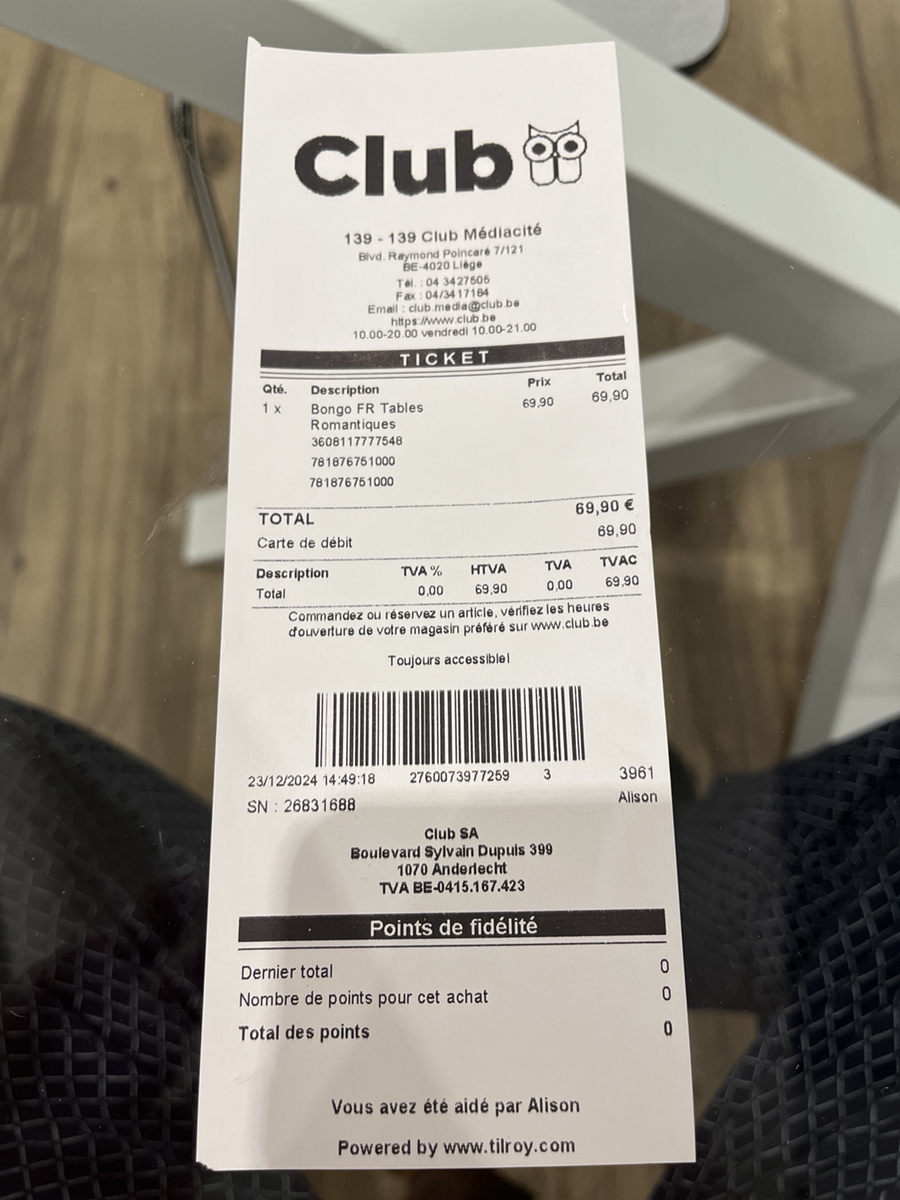 Club
139 - 139 Club Médiacité
Blvd. Raymond Poincaré 7/121
BE-4020 Liège
Tél. : 04 3427605
Fax : 04/3417184
Email : club.media@club.be
https://www.club.be
10.00-20.00 vendredi 10.00-21.00
TICKET
Qté. Description Prix Total
1 x Bongo FR Tables 69,90 69,90
Romantiques
3608117777548
781876751000
781876751000
TOTAL 69,90 €
Carte de débit 69,90
Description TVA % HTVA TVA TVAC
Total 0,00 69,90 0,00 69,90
Commandez ou réservez un article, vérifiez les heures
d'ouverture de votre magasin préféré sur www.club.be
Toujours accessible!
23/12/2024 14:49:18 2760073977259 3 3961
SN : 26831688 Alison
Club SA
Boulevard Sylvain Dupuis 399
1070 Anderlecht
TVA BE-0415.167.423
Points de fidélité
Dernier total 0
Nombre de points pour cet achat 0
Total des points 0
Vous avez été aidé par Alison
Powered by www.tilroy.com